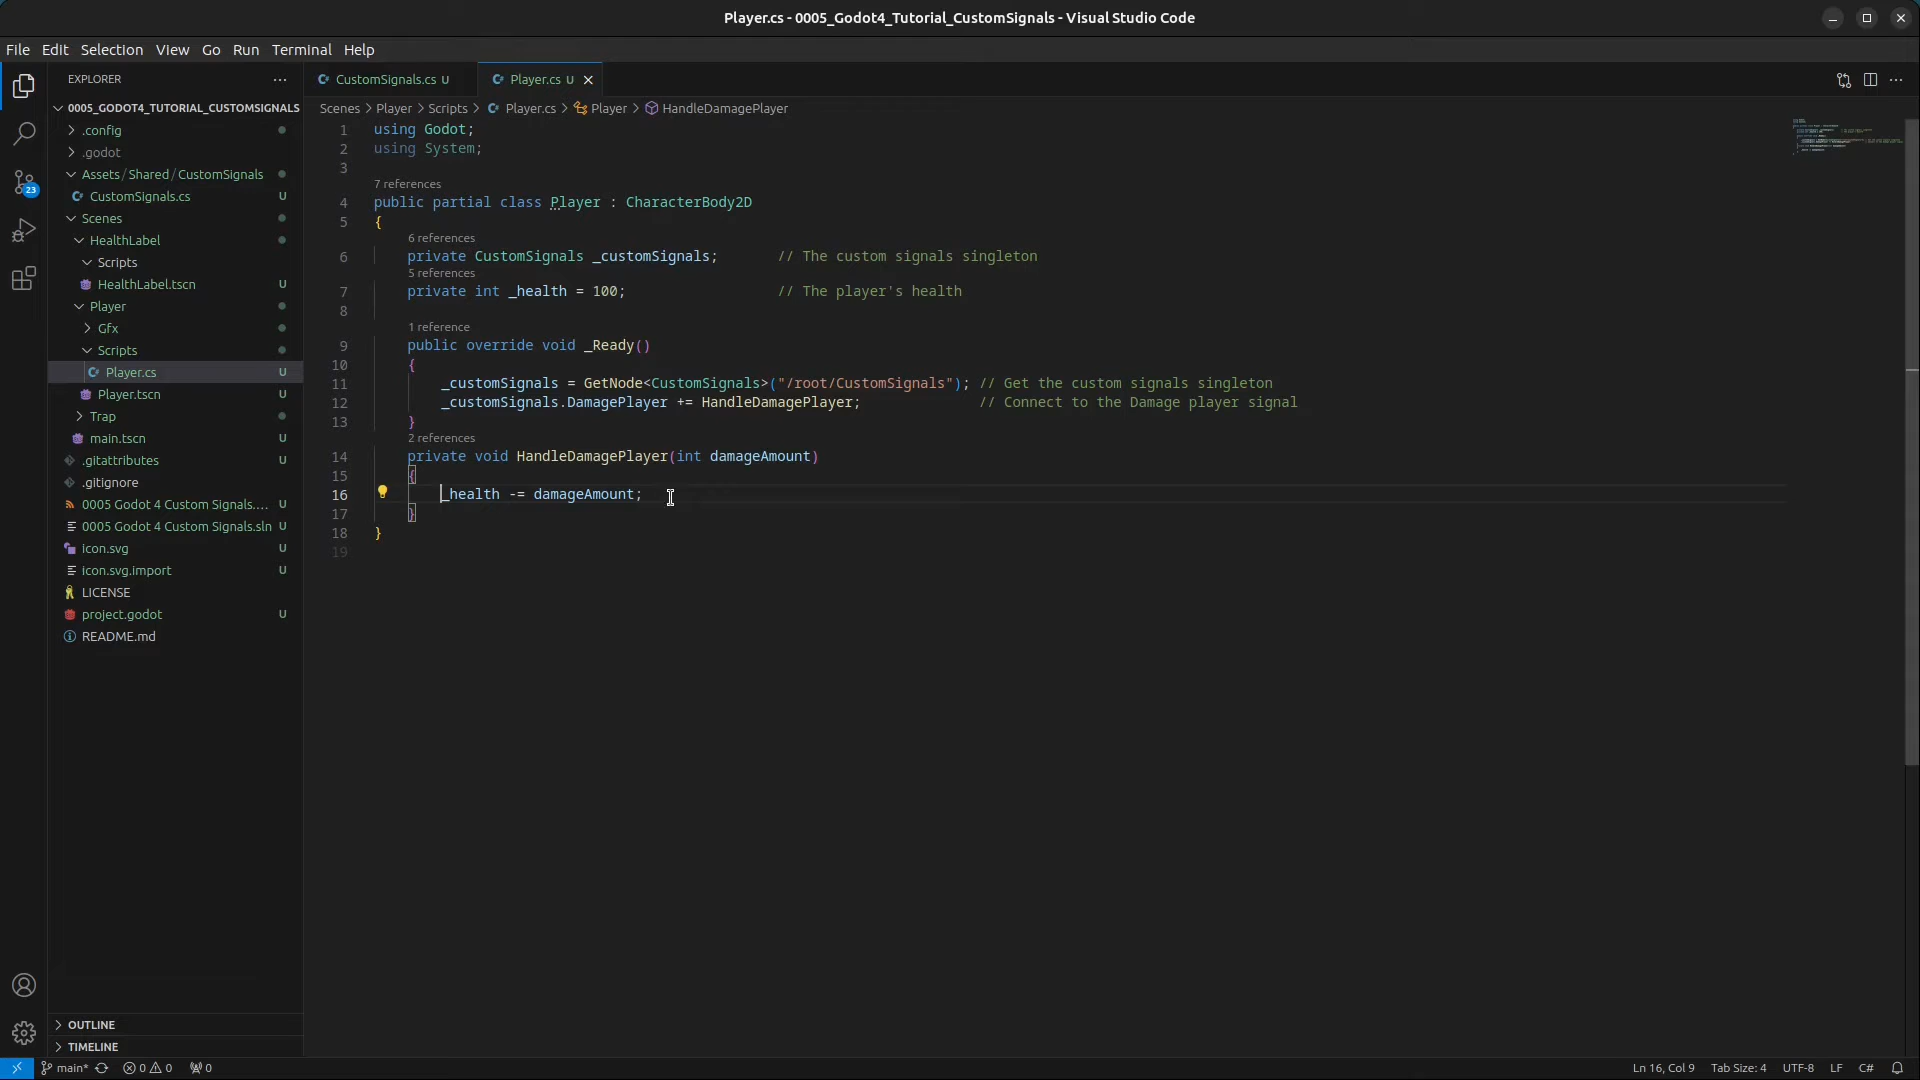 Player.cs - 0005_Godot4_Tutorial_CustomSignals - Visual Studio Code
File Edit Selection View Go Run Terminal Help
EXPLORER
CustomSignals.cs U
Player.cs U
0005_GODOT4_TUTORIAL_CUSTOMSIGNALS
.config
.godot
Assets/Shared/CustomSignals
CustomSignals.cs U
Scenes
HealthLabel
Scripts
HealthLabel.tscn U
Player
Gfx
Scripts
Player.cs U
Player.tscn U
Trap
main.tscn U
.gitattributes U
.gitignore
0005 Godot 4 Custom Signals.... U
0005 Godot 4 Custom Signals.sln U
icon.svg U
icon.svg.import U
LICENSE
project.godot U
README.md
23
OUTLINE
TIMELINE
Scenes > Player > Scripts > Player.cs > Player > HandleDamagePlayer
1 using Godot;
2 using System;
3
7 references
4 public partial class Player : CharacterBody2D
5 {
6 references
6 private CustomSignals _customSignals; // The custom signals singleton
5 references
7 private int _health = 100; // The player's health
8
1 reference
9 public override void _Ready()
10 {
11 _customSignals = GetNode<CustomSignals>("/root/CustomSignals"); // Get the custom signals singleton
12 _customSignals.DamagePlayer += HandleDamagePlayer; // Connect to the Damage player signal
13 }
2 references
14 private void HandleDamagePlayer(int damageAmount)
15 {
16 _health -= damageAmount;
17 }
18 }
19
main* 0 0 0
Ln 16, Col 9 Tab Size: 4 UTF-8 LF C#